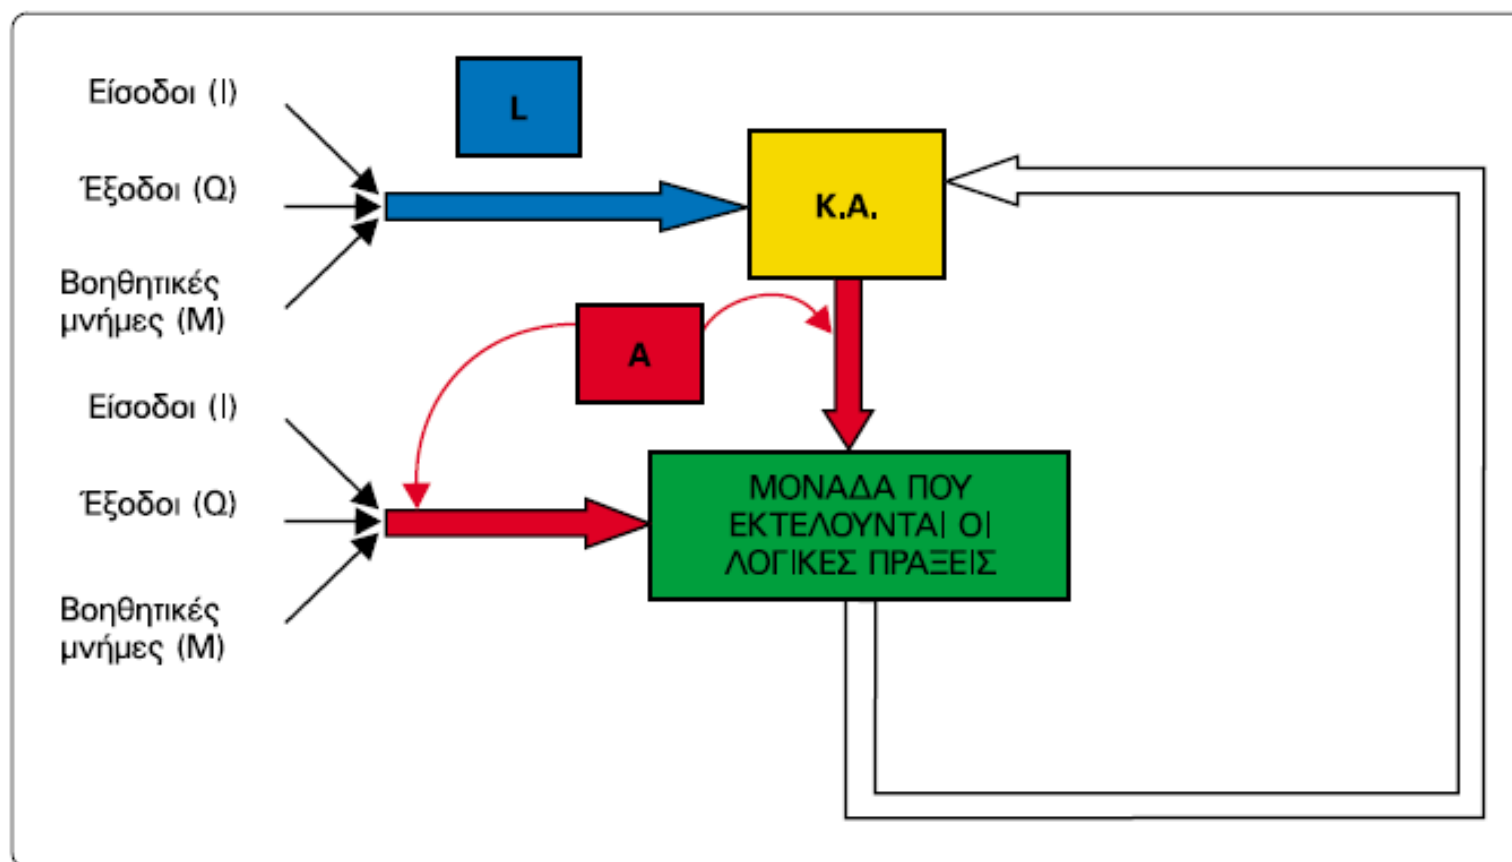 Είσοδοι (I)
L
Έξοδοι (Q)
Κ.Α.
Βοηθητικές
μνήμες (Μ)
Α
Είσοδοι (I)
Έξοδοι (Q)
ΜΟΝΑΔΑ ΠΟΥ
ΕΚΤΕΛΟΥΝΤΑΙ ΟΙ
ΛΟΓΙΚΕΣ ΠΡΑΞΕΙΣ
Βοηθητικές
μνήμες (Μ)